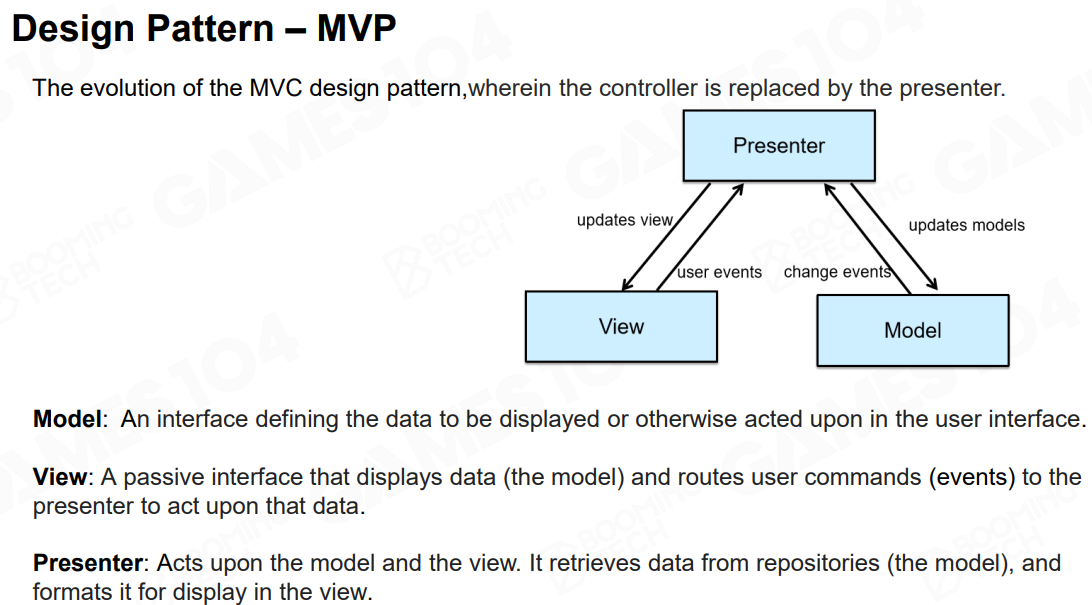 Design Pattern – MVP
The evolution of the MVC design pattern,wherein the controller is replaced by the presenter.
Presenter
updates view
updates models
user events
change events
View
Model
Model:  An interface defining the data to be displayed or otherwise acted upon in the user interface.
View: A passive interface that displays data (the model) and routes user commands (events) to the
presenter to act upon that data.
Presenter: Acts upon the model and the view. It retrieves data from repositories (the model), and
formats it for display in the view.
GAMES104
BOOMING
TECH